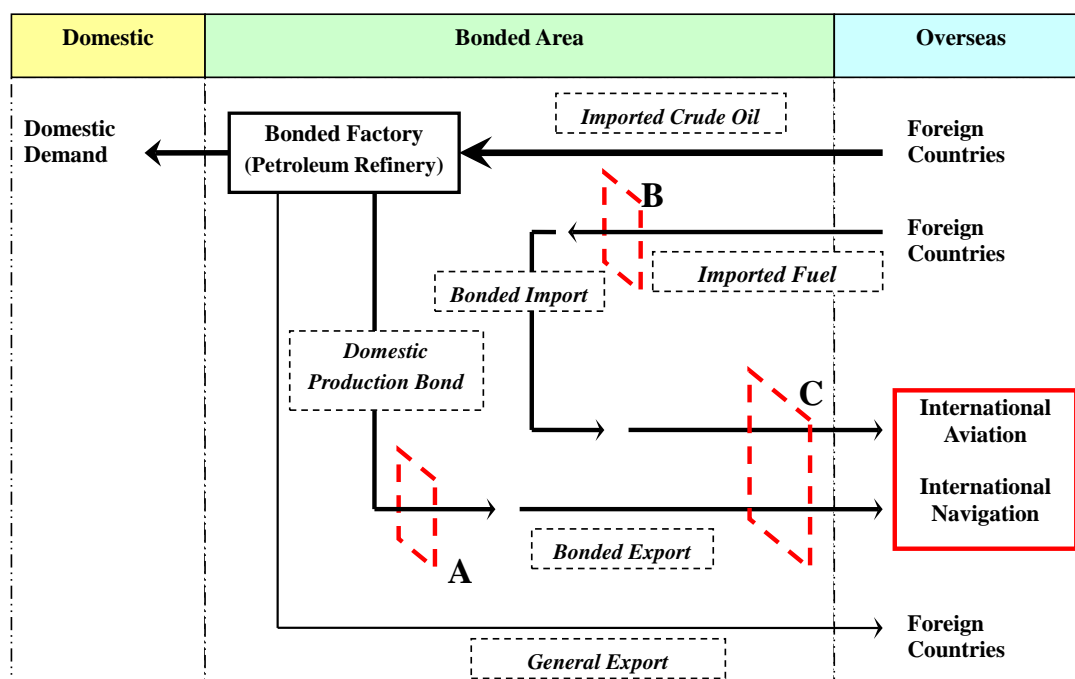 Domestic
Bonded Area
Overseas
Imported Crude Oil
Domestic
Demand
Bonded Factory
(Petroleum Refinery)
Foreign
Countries
B
Foreign
Countries
Bonded Import
Imported Fuel
Domestic
Production Bond
C
International
Aviation
International
Navigation
A
Bonded Export
Foreign
Countries
General Export